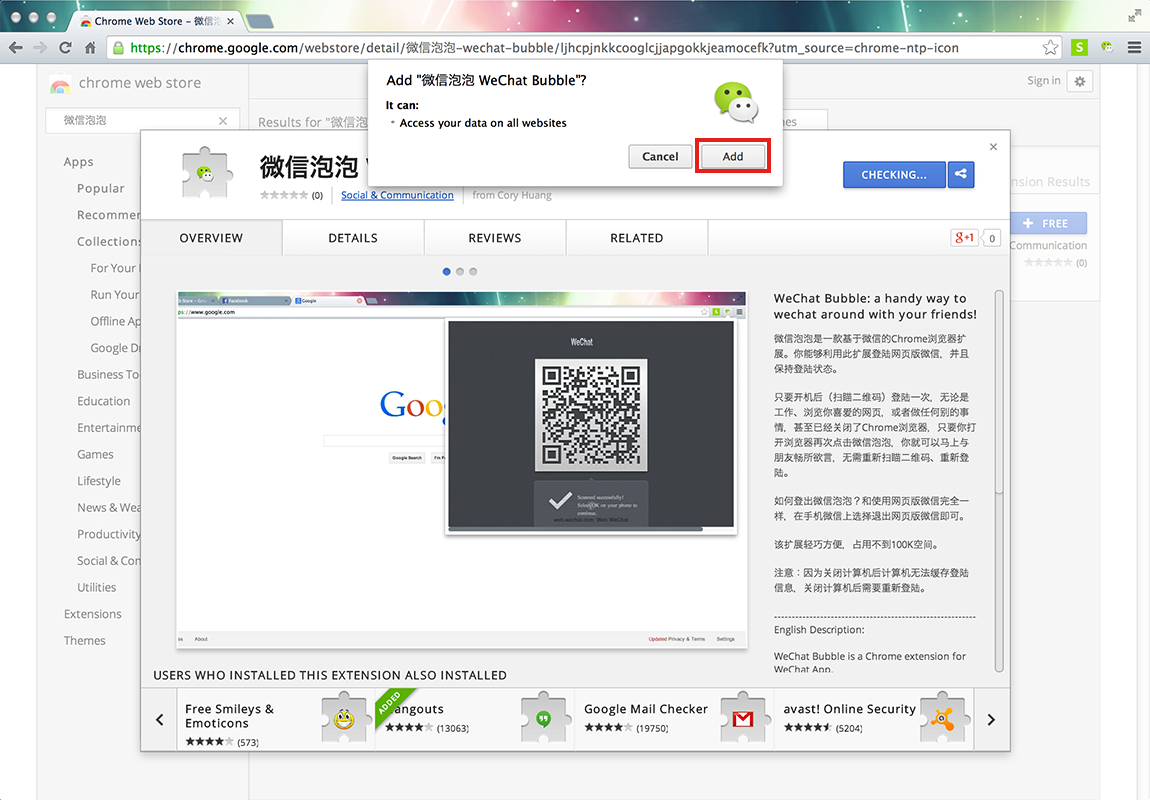 Chrome Web Store - 微信
https://chrome.google.com/webstore/detail/微信泡泡-wechat-bubble/ljhcpjnkkcooglcjjapgokkjeamocefk?utm_source=chrome-ntp-icon
chrome web store
Sign in
微信泡泡
Results for "微信泡
Add "微信泡泡 WeChat Bubble"?
It can:
Access your data on all websites
Cancel
Add
Apps
Popular
Recommen
Collections
For Your
Run Your
Offline Ap
Google Dr
Business To
Education
Entertainme
Games
Lifestyle
News & Wea
Productivity
Social & Con
Utilities
Extensions
Themes
微信泡泡
(0)
Social & Communication
from Cory Huang
CHECKING...
OVERVIEW
DETAILS
REVIEWS
RELATED
g+1
0
nsion Results
+ FREE
Communication
(0)
Facebook
Google
ps://www.google.com
Goog
Google Search
WeChat
Scanned successfully!
Select OK on your phone to
continue.
web.wechat.com Web WeChat
About
Updated Privacy & Terms
Settings
WeChat Bubble: a handy way to
wechat around with your friends!
微信泡泡是一款基于微信的Chrome浏览器扩
展。你能够利用此扩展登陆网页版微信，并且
保持登陆状态。
只要开机后（扫瞄二维码）登陆一次，无论是
工作、浏览你喜爱的网页，或者做任何别的事
情，甚至已经关闭了Chrome浏览器，只要你打
开浏览器再次点击微信泡泡，你就可以马上与
朋友畅所欲言，无需重新扫瞄二维码、重新登
陆。
如何登出微信泡泡？和使用网页版微信完全一
样，在手机微信上选择退出网页版微信即可。
该扩展轻巧方便，占用不到100K空间。
注意：因为关闭计算机后计算机无法缓存登陆
信息，关闭计算机后需要重新登陆。
English Description:
WeChat Bubble is a Chrome extension for
WeChat App.
USERS WHO INSTALLED THIS EXTENSION ALSO INSTALLED
Free Smileys &
Emoticons
(573)
ADDED
angouts
(13063)
Google Mail Checker
(19750)
avast! Online Security
(5204)